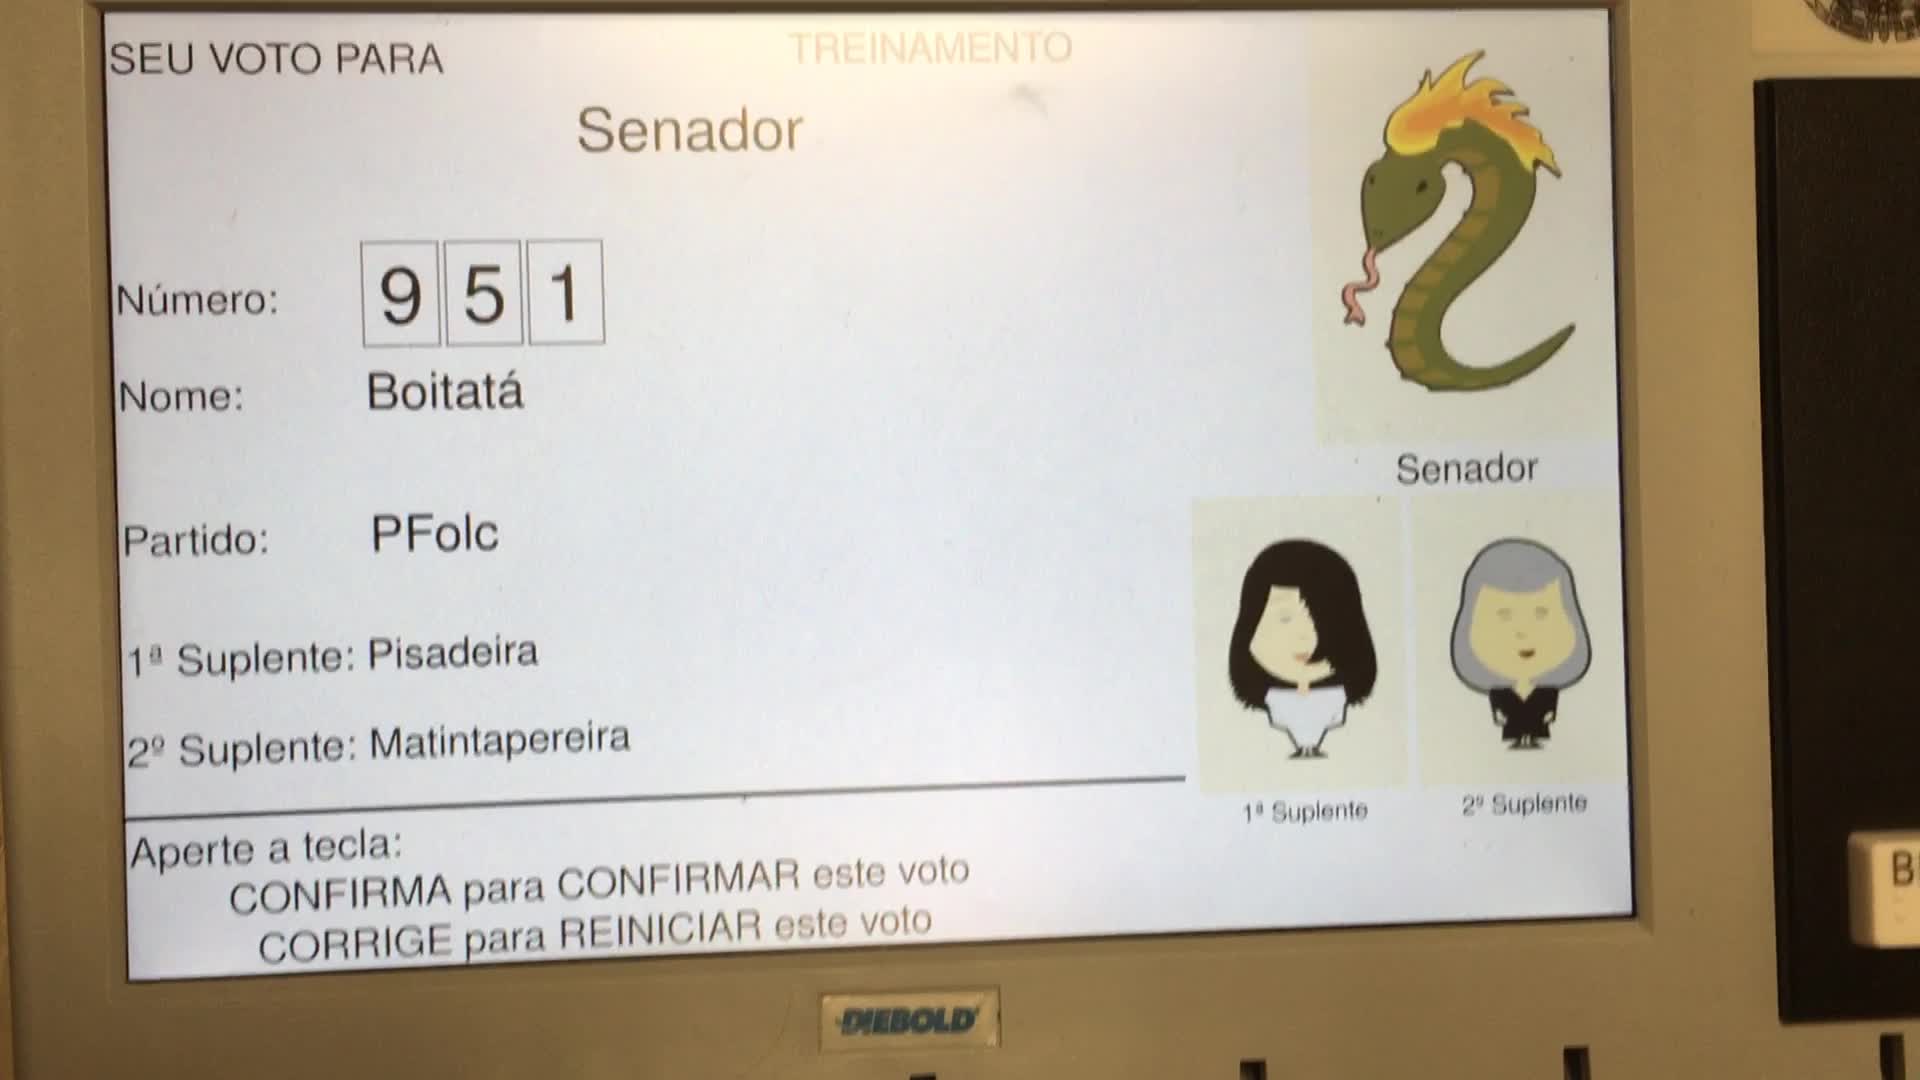 SEU VOTO PARA
TREINAMENTO
Senador
Número: 9 5 1
Nome: Boitatá
Senador
Partido: PFolc
1ª Suplente: Pisadeira
2º Suplente: Matintapereira
1ª Suplente
2º Suplente
Aperte a tecla:
CONFIRMA para CONFIRMAR este voto
CORRIGE para REINICIAR este voto
DIEBOLD